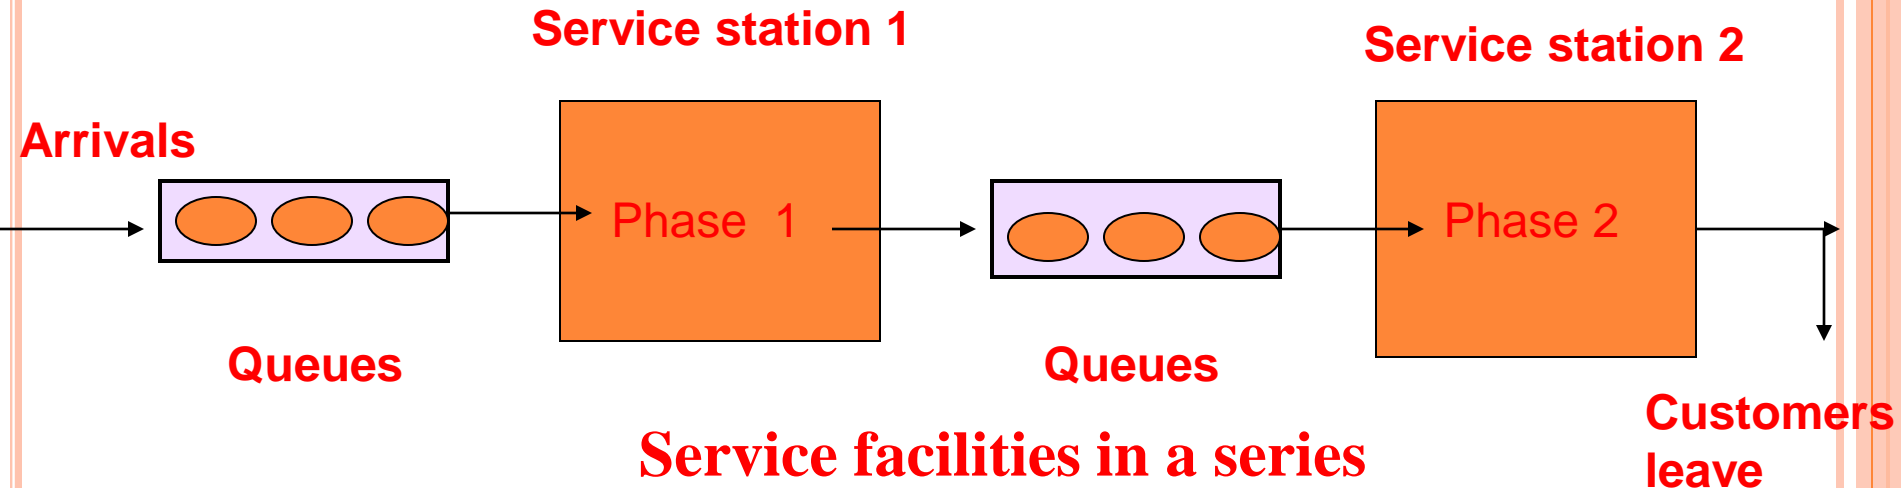 Service station 1
Service station 2
Arrivals
Phase 1
Phase 2
Queues
Queues
Customers
leave
Service facilities in a series